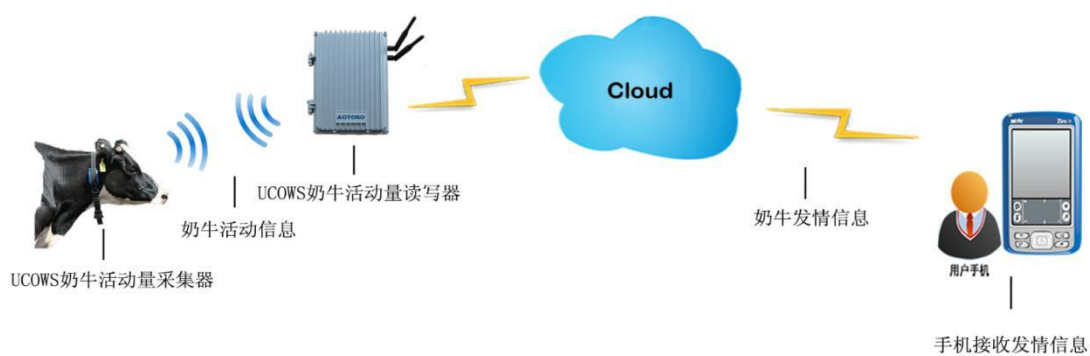 AOTOSO
Cloud
UCOWS奶牛活动量读写器
奶牛活动信息
奶牛发情信息
UCOWS奶牛活动量采集器
用户手机
手机接收发情信息